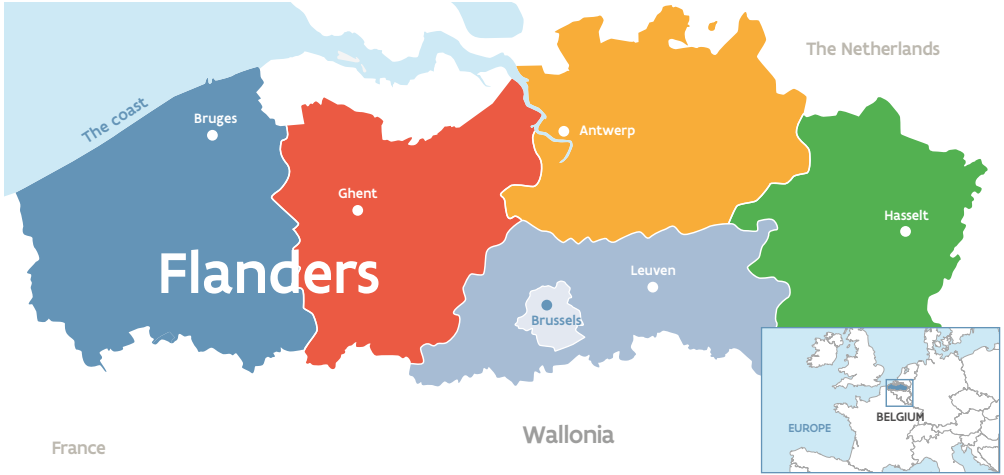 The Netherlands
The coast
Bruges
Antwerp
Ghent
Hasselt
Flanders
Leuven
Brussels
BELGIUM
EUROPE
Wallonia
France